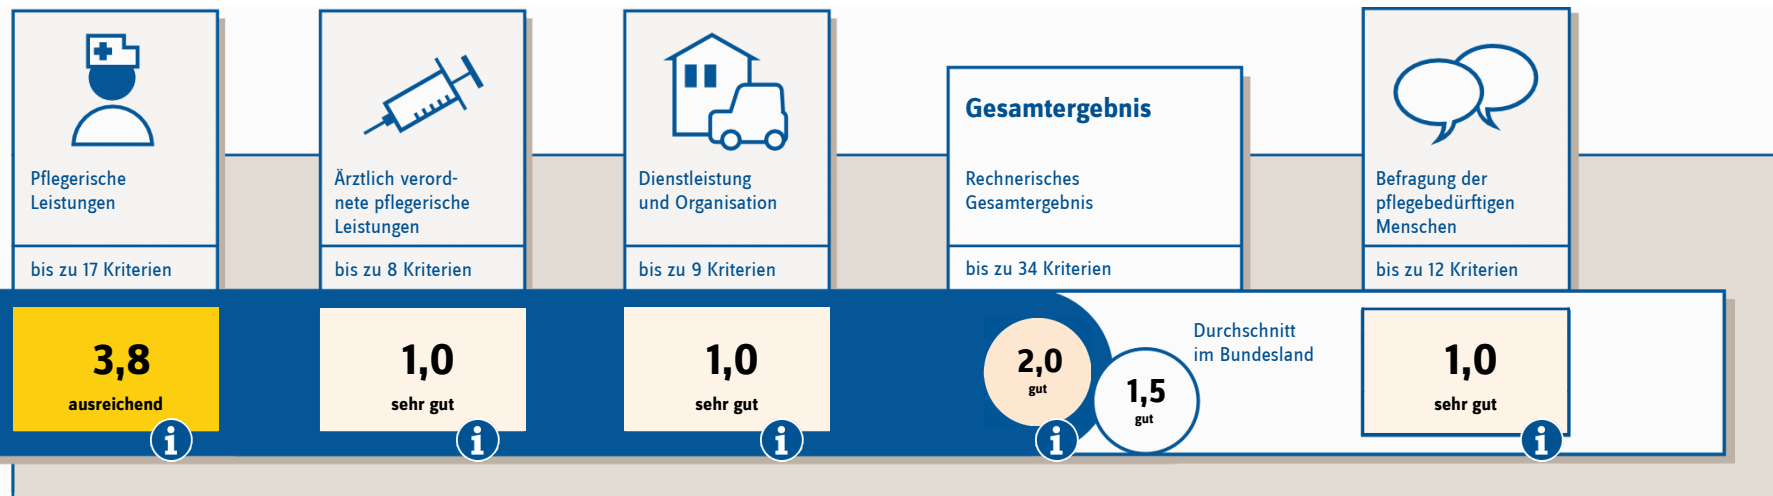 Pflegerische
Leistungen
bis zu 17 Kriterien
3,8
ausreichend
i
Ärztlich verord-
nete pflegerische
Leistungen
bis zu 8 Kriterien
1,0
sehr gut
i
Dienstleistung
und Organisation
bis zu 9 Kriterien
1,0
sehr gut
i
Gesamtergebnis
Rechnerisches
Gesamtergebnis
bis zu 34 Kriterien
2,0
gut
i
1,5
gut
Durchschnitt
im Bundesland
Befragung der
pflegebedürftigen
Menschen
bis zu 12 Kriterien
1,0
sehr gut
i